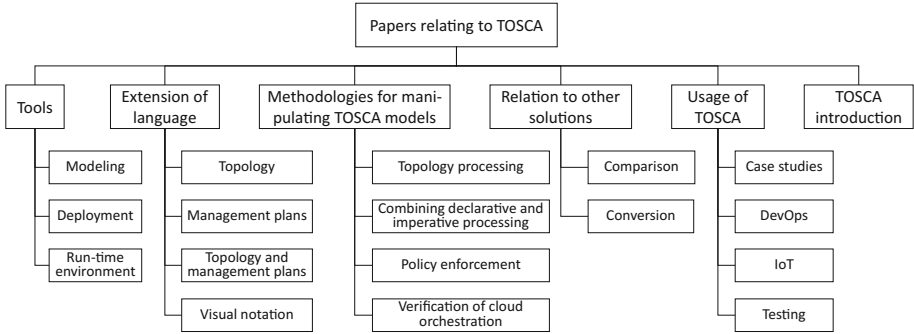 Papers relating to TOSCA
Tools
Extension of
language
Methodologies for mani-
pulating TOSCA models
Relation to other
solutions
Usage of
TOSCA
TOSCA
introduction
Modeling
Deployment
Run-time
environment
Topology
Management plans
Topology and
management plans
Visual notation
Topology processing
Combining declarative and
imperative processing
Policy enforcement
Verification of cloud
orchestration
Comparison
Conversion
Case studies
DevOps
IoT
Testing